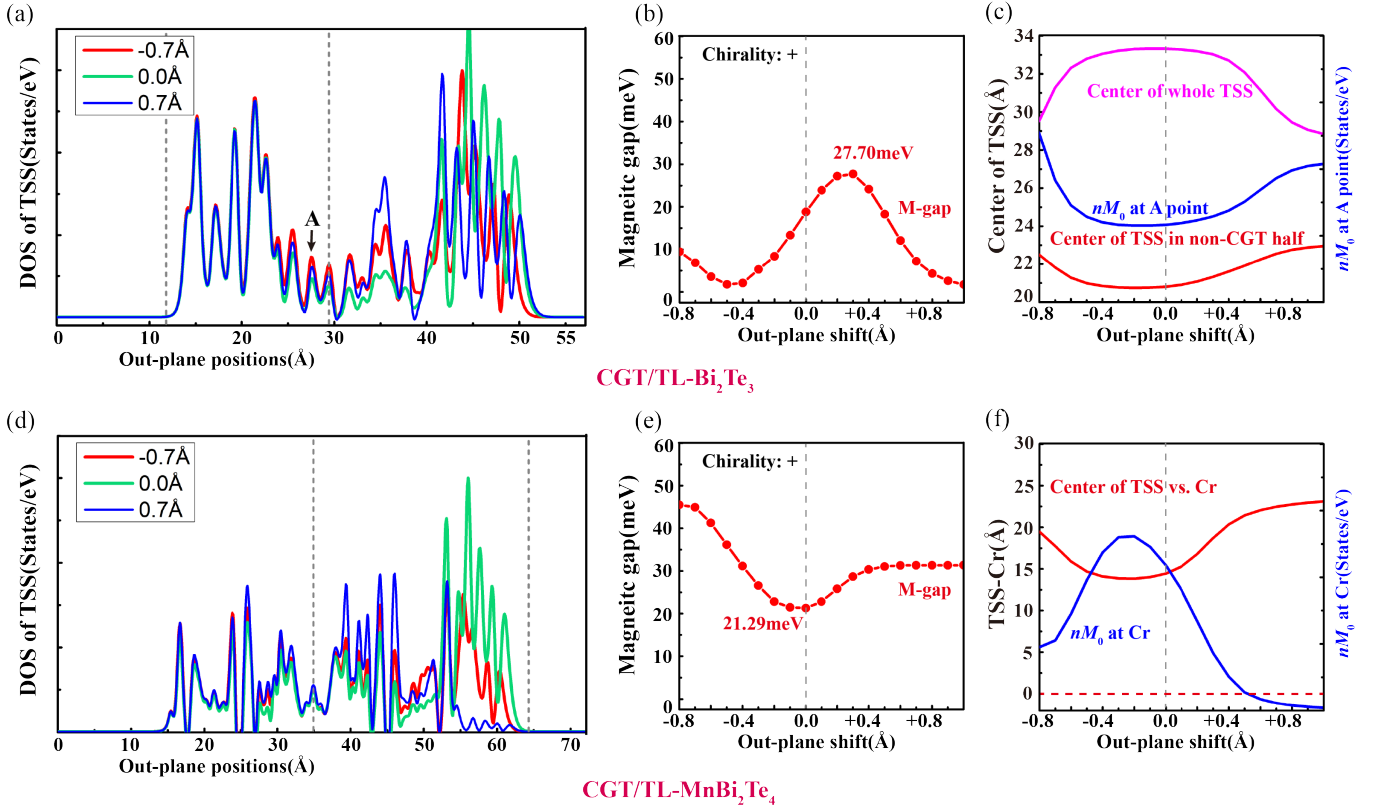 (a)
DOS of TSS(States/eV)
-0.7Å
0.0Å
0.7Å
A
0 10 20 30 40 50 55
Out-plane positions(Å)
(b)
Magneitc gap(meV)
60
50
40
30
20
10
0
Chirality: +
27.70meV
M-gap
-0.8 -0.4 0.0 +0.4 +0.8
Out-plane shift(Å)
(c)
Center of TSS(Å)
34
32
30
28
26
24
22
20
Center of whole TSS
nM0 at A point
Center of TSS in non-CGT half
nM0 at A point(States/eV)
-0.8 -0.4 0.0 +0.4 +0.8
Out-plane shift(Å)
CGT/TL-Bi2Te3
(d)
DOS of TSS(States/eV)
-0.7Å
0.0Å
0.7Å
0 10 20 30 40 50 60 70
Out-plane positions(Å)
(e)
Magneitc gap(meV)
60
50
40
30
20
10
0
Chirality: +
21.29meV
M-gap
-0.8 -0.4 0.0 +0.4 +0.8
Out-plane shift(Å)
(f)
TSS-Cr(Å)
30
25
20
15
10
5
0
Center of TSS vs. Cr
nM0 at Cr
nM0 at Cr(States/eV)
-0.8 -0.4 0.0 +0.4 +0.8
Out-plane shift(Å)
CGT/TL-MnBi2Te4